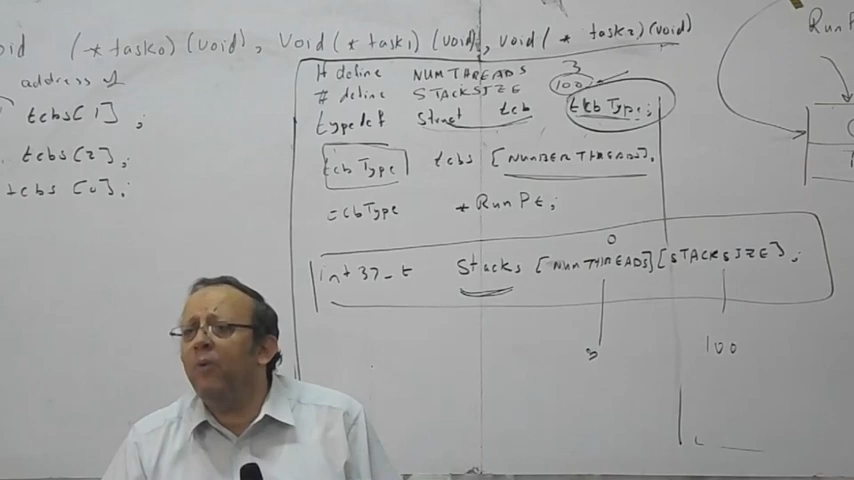 oid (* task0) (void), Void (* task1) (void), void (* task2) (void)
address of
tcbs[1] ;
tcbs[2];
tcbs [0];
# define NUMTHREADS 3
# define STACKSIZE 100
typedef Struct tcb tcbType;
tcbType tcbs [NUMBERTHREADS];
tcbType *RunPt;
0
int32_t Stacks [NUMTHREADS][STACKSIZE];
3 100
RunP